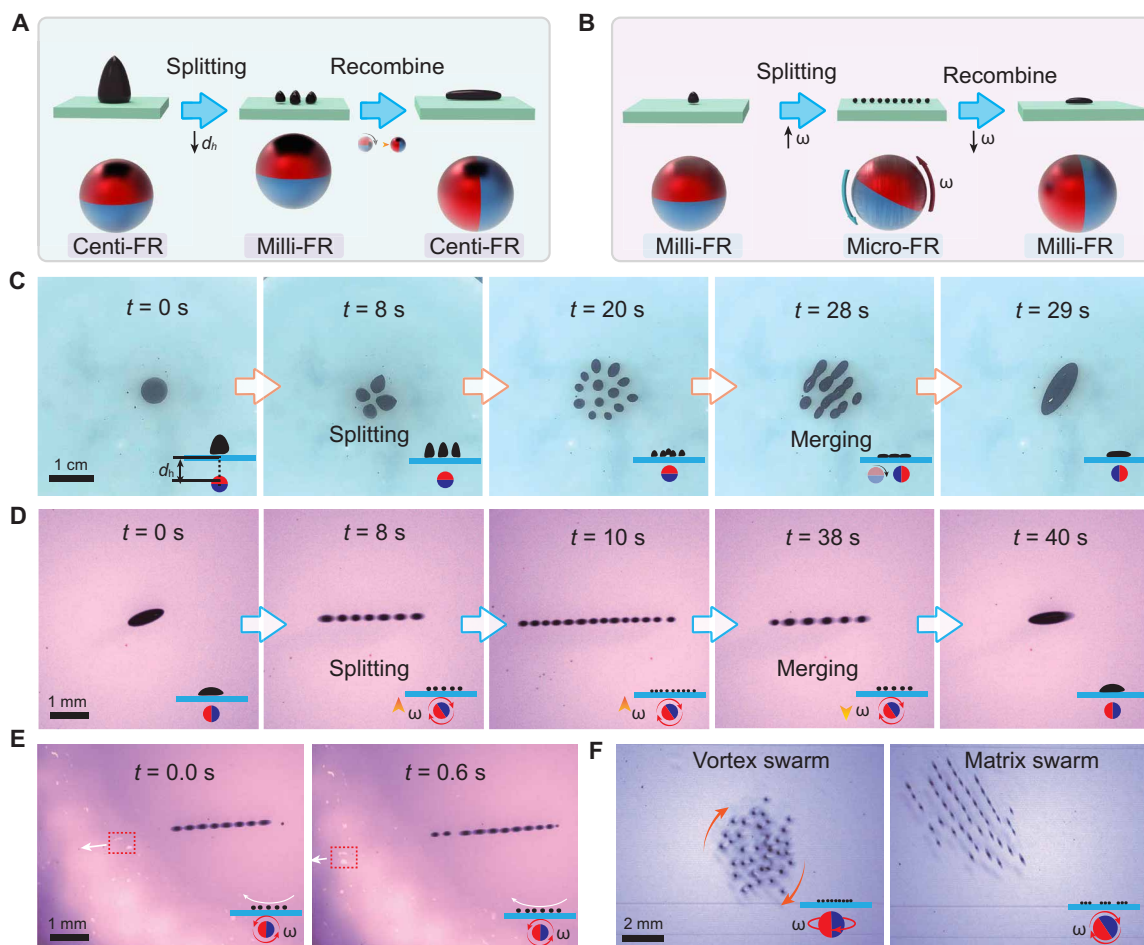 A
Splitting
Recombine
↓ dh
Centi-FR
Milli-FR
Centi-FR
B
Splitting
Recombine
↑ ω
↓ ω
ω
Milli-FR
Micro-FR
Milli-FR
C
t = 0 s
t = 8 s
t = 20 s
t = 28 s
t = 29 s
Splitting
Merging
dh
1 cm
D
t = 0 s
t = 8 s
t = 10 s
t = 38 s
t = 40 s
Splitting
Merging
1 mm
ω
ω
ω
E
t = 0.0 s
t = 0.6 s
1 mm
ω
ω
F
Vortex swarm
Matrix swarm
2 mm
ω
ω